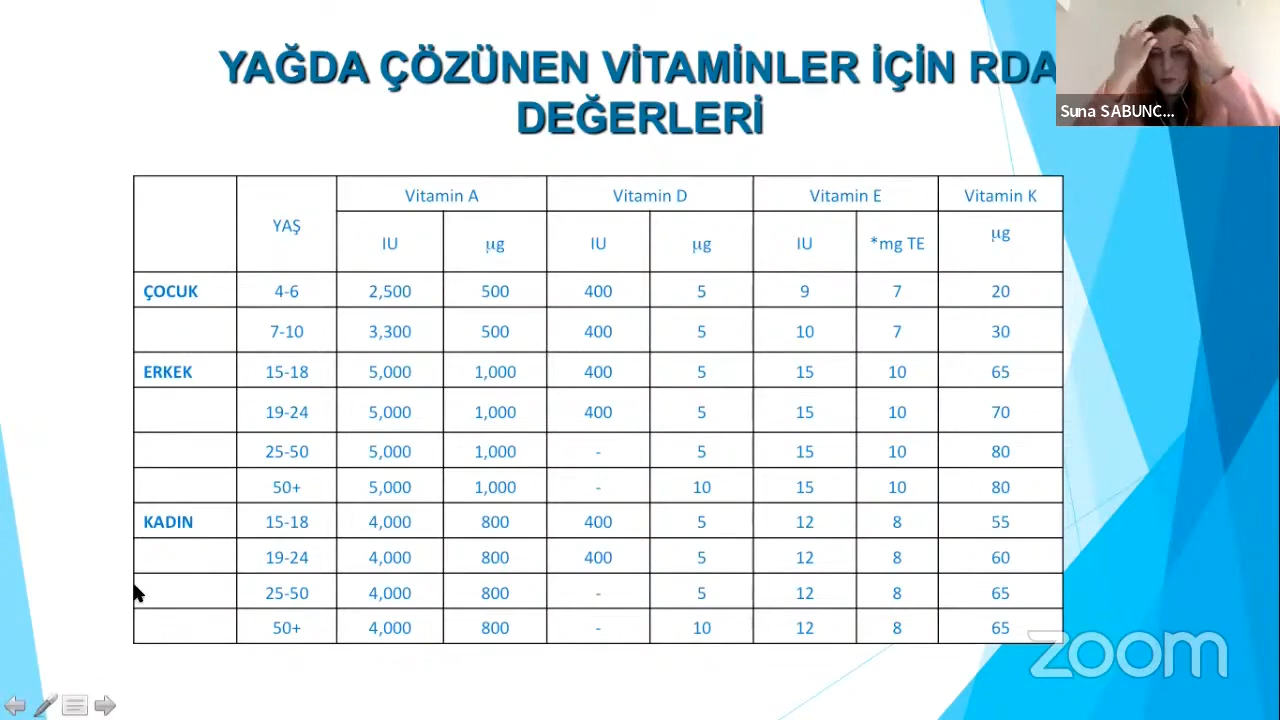 YAĞDA ÇÖZÜNEN VİTAMİNLER İÇİN RDA
DEĞERLERİ
Suna SABUNC...
YAŞ Vitamin A Vitamin D Vitamin E Vitamin K
IU µg IU µg IU *mg TE µg
ÇOCUK 4-6 2,500 500 400 5 9 7 20
7-10 3,300 500 400 5 10 7 30
ERKEK 15-18 5,000 1,000 400 5 15 10 65
19-24 5,000 1,000 400 5 15 10 70
25-50 5,000 1,000 - 5 15 10 80
50+ 5,000 1,000 - 10 15 10 80
KADIN 15-18 4,000 800 400 5 12 8 55
19-24 4,000 800 400 5 12 8 60
25-50 4,000 800 - 5 12 8 65
50+ 4,000 800 - 10 12 8 65
zoom